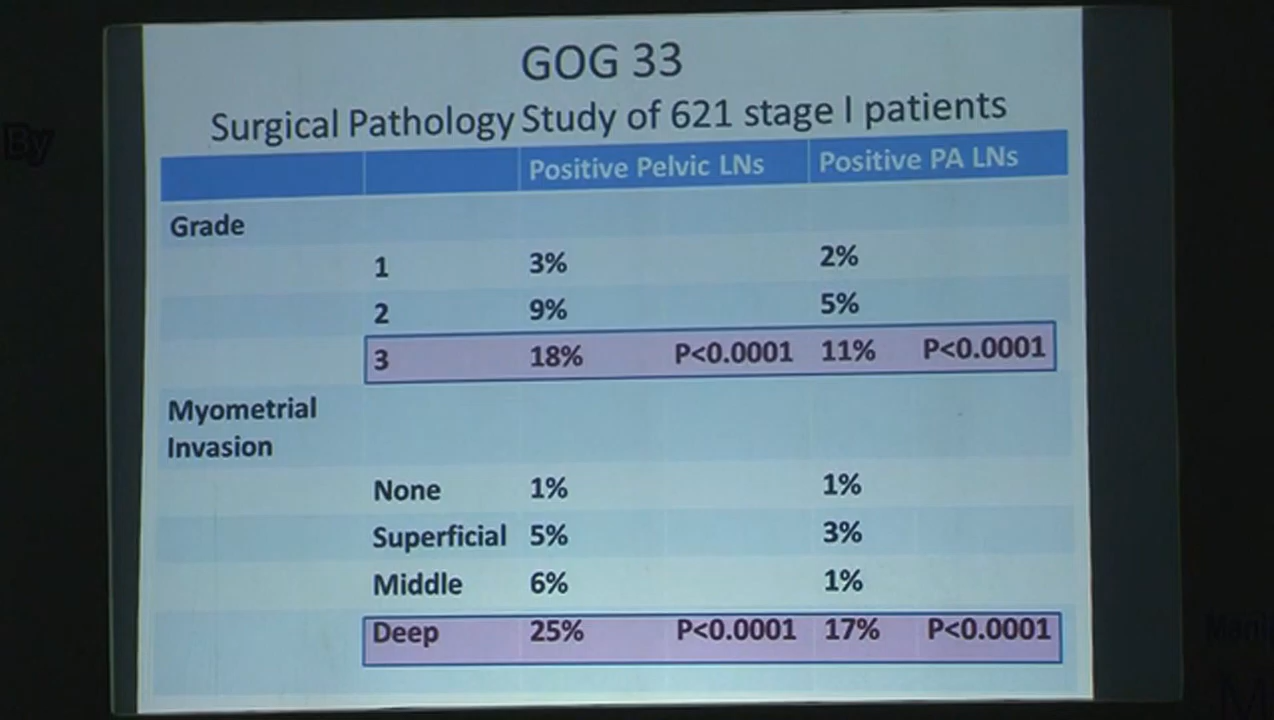 GOG 33
Surgical Pathology Study of 621 stage I patients
Positive Pelvic LNs Positive PA LNs
Grade
1 3% 2%
2 9% 5%
3 18% P<0.0001 11% P<0.0001
Myometrial
Invasion
None 1% 1%
Superficial 5% 3%
Middle 6% 1%
Deep 25% P<0.0001 17% P<0.0001
By